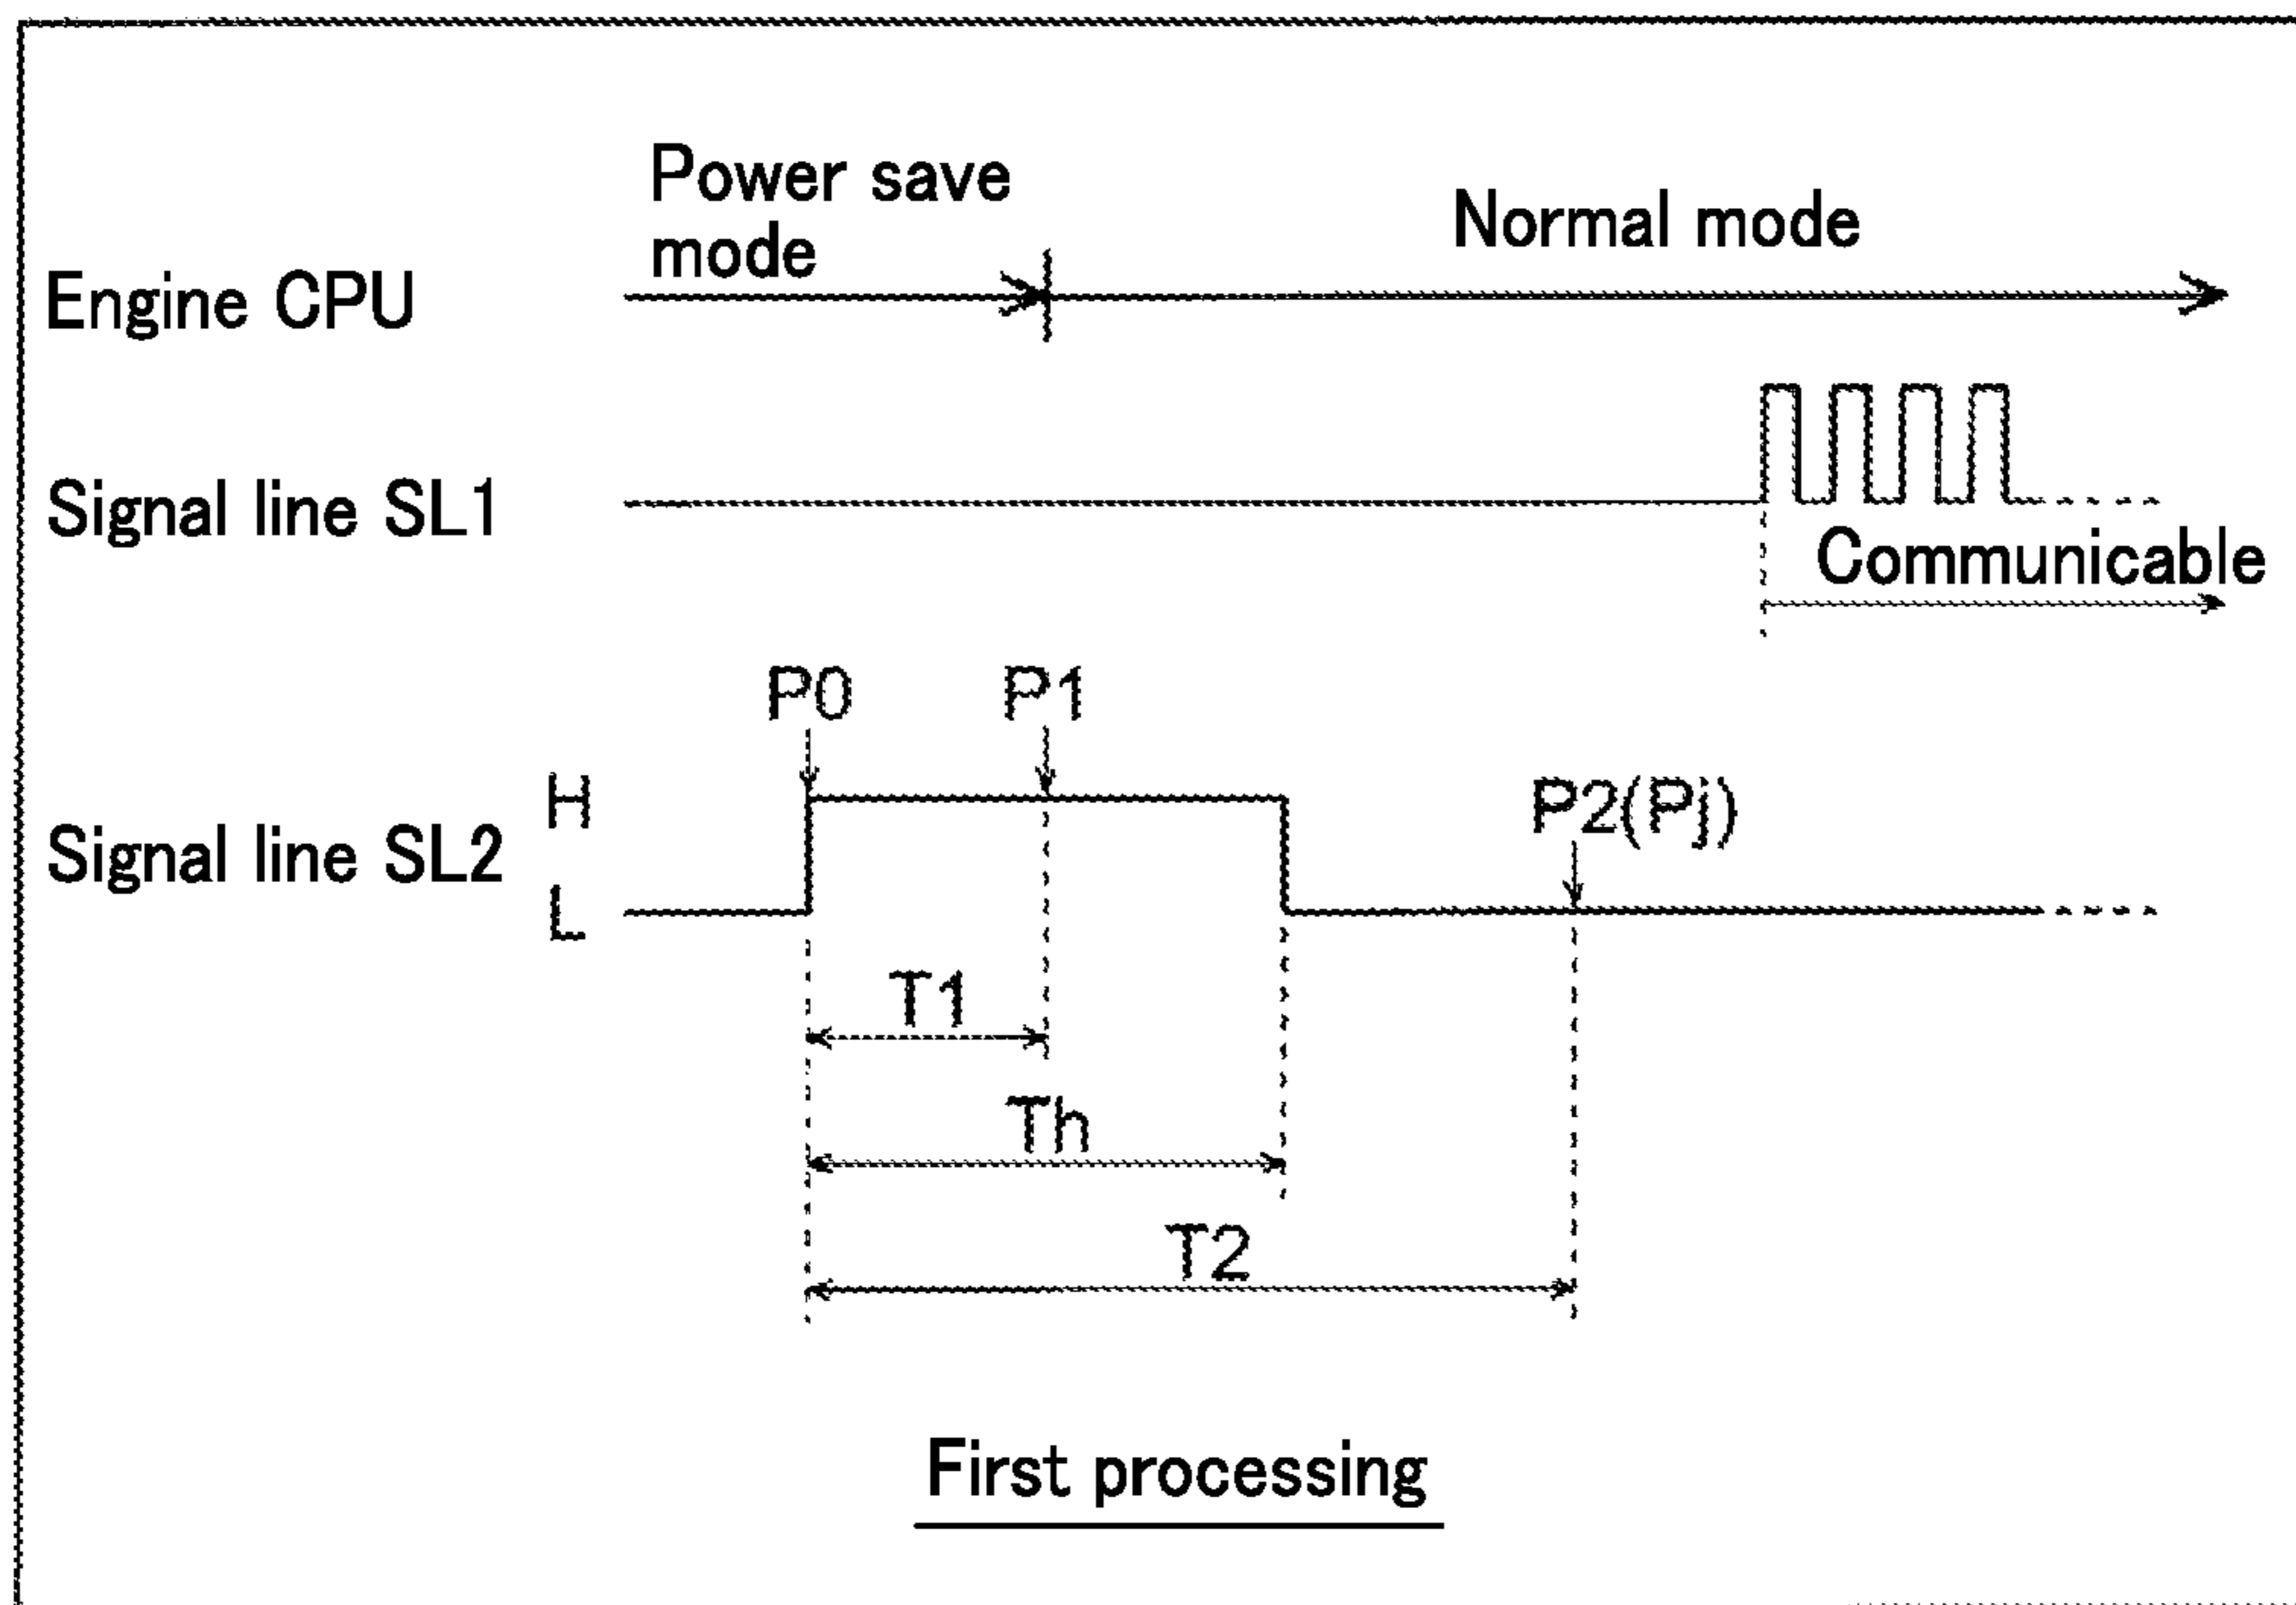 Power save
mode
Normal mode
Engine CPU
Signal line SL1
Communicable
P0
P1
H
P2(Pj)
Signal line SL2
L
T1
Th
T2
First processing